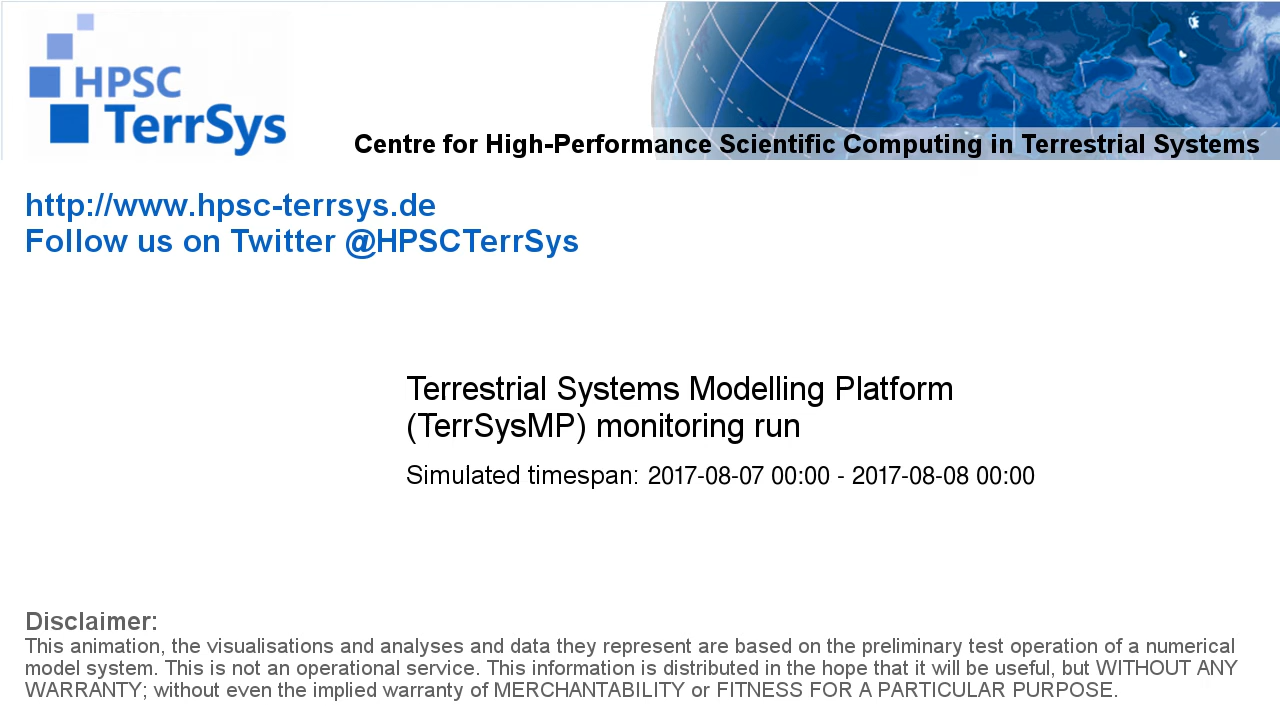 HPSC
TerrSys
Centre for High-Performance Scientific Computing in Terrestrial Systems
http://www.hpsc-terrsys.de
Follow us on Twitter @HPSCTerrSys
Terrestrial Systems Modelling Platform
(TerrSysMP) monitoring run
Simulated timespan: 2017-08-07 00:00 - 2017-08-08 00:00
Disclaimer:
This animation, the visualisations and analyses and data they represent are based on the preliminary test operation of a numerical
model system. This is not an operational service. This information is distributed in the hope that it will be useful, but WITHOUT ANY
WARRANTY; without even the implied warranty of MERCHANTABILITY or FITNESS FOR A PARTICULAR PURPOSE.